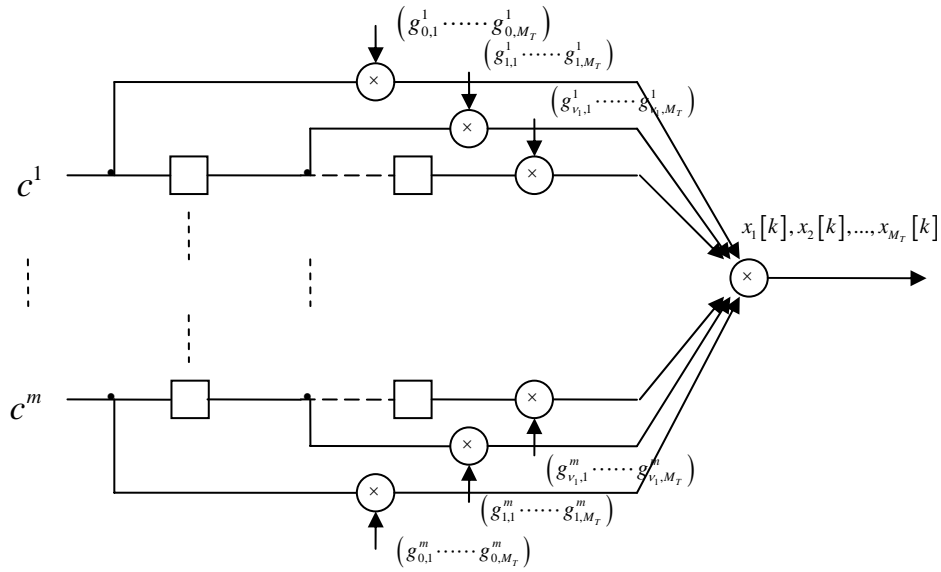 (g^1_{0,1} ······ g^1_{0,M_T})
(g^1_{1,1} ······ g^1_{1,M_T})
×
(g^1_{ν_1,1} ······ g^1_{ν_1,M_T})
×
c^1
×
x_1[k], x_2[k],..., x_{M_T}[k]
×
c^m
×
×
(g^m_{ν_1,1} ······ g^m_{ν_1,M_T})
×
(g^m_{1,1} ······ g^m_{1,M_T})
(g^m_{0,1} ······ g^m_{0,M_T})